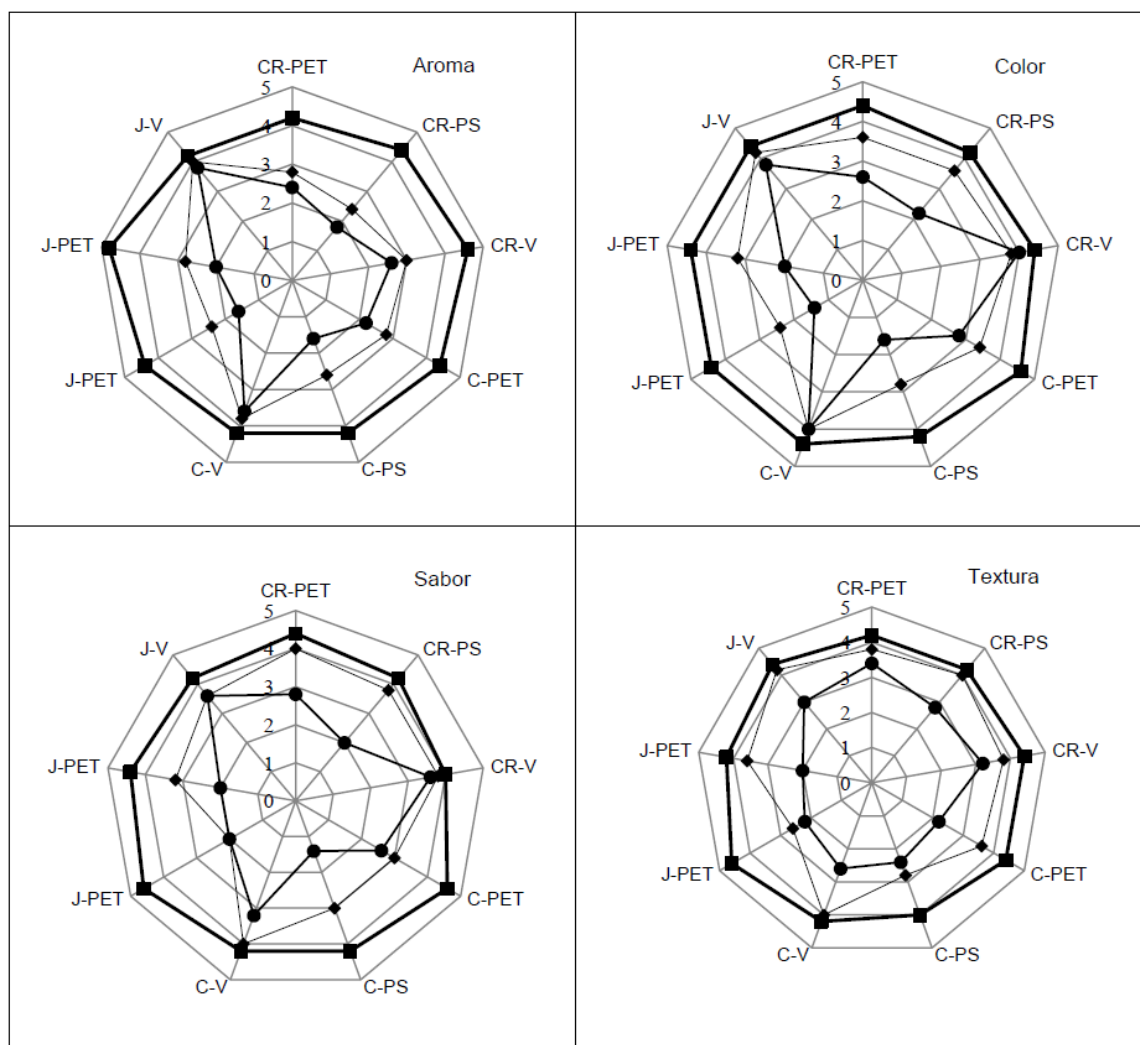 Aroma
CR-PET
CR-PS
CR-V
C-PET
C-PS
C-V
J-PET
J-PET
J-V
5
4
3
2
1
0
Color
CR-PET
CR-PS
CR-V
C-PET
C-PS
C-V
J-PET
J-PET
J-V
5
4
3
2
1
0
Sabor
CR-PET
CR-PS
CR-V
C-PET
C-PS
C-V
J-PET
J-PET
J-V
5
4
3
2
1
0
Textura
CR-PET
CR-PS
CR-V
C-PET
C-PS
C-V
J-PET
J-PET
J-V
5
4
3
2
1
0